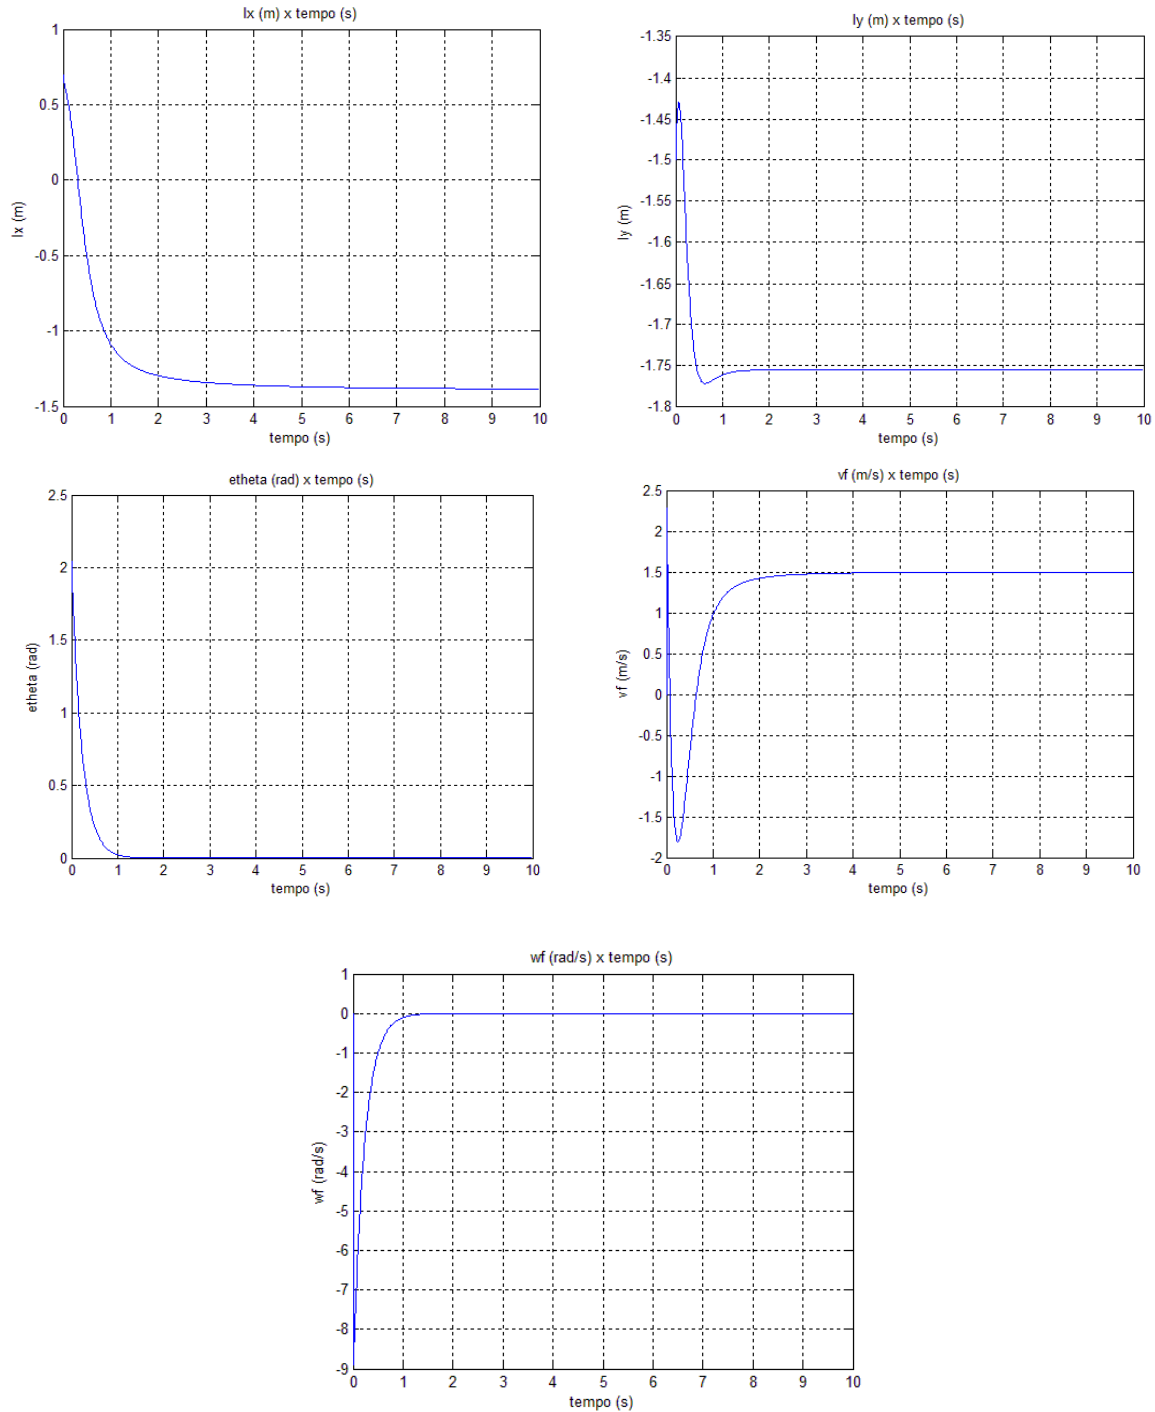 lx (m) x tempo (s)
1
0.5
0
-0.5
-1
-1.5
lx (m)
0 1 2 3 4 5 6 7 8 9 10
tempo (s)
ly (m) x tempo (s)
-1.35
-1.4
-1.45
-1.5
-1.55
-1.6
-1.65
-1.7
-1.75
-1.8
ly (m)
0 1 2 3 4 5 6 7 8 9 10
tempo (s)
etheta (rad) x tempo (s)
2.5
2
1.5
1
0.5
0
etheta (rad)
0 1 2 3 4 5 6 7 8 9 10
tempo (s)
vf (m/s) x tempo (s)
2.5
2
1.5
1
0.5
0
-0.5
-1
-1.5
-2
vf (m/s)
0 1 2 3 4 5 6 7 8 9 10
tempo (s)
wf (rad/s) x tempo (s)
1
0
-1
-2
-3
-4
-5
-6
-7
-8
-9
wf (rad/s)
0 1 2 3 4 5 6 7 8 9 10
tempo (s)